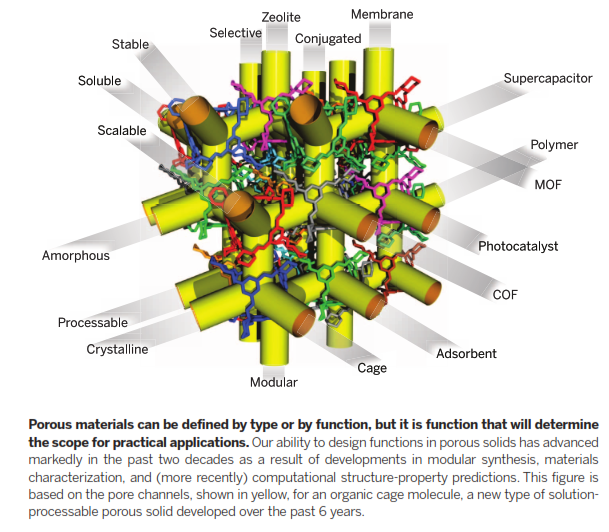 Zeolite
Membrane
Selective
Conjugated
Stable
Soluble
Supercapacitor
Scalable
Polymer
MOF
Photocatalyst
Amorphous
COF
Processable
Crystalline
Adsorbent
Cage
Modular
Porous materials can be defined by type or by function, but it is function that will determine
the scope for practical applications. Our ability to design functions in porous solids has advanced
markedly in the past two decades as a result of developments in modular synthesis, materials
characterization, and (more recently) computational structure-property predictions. This figure is
based on the pore channels, shown in yellow, for an organic cage molecule, a new type of solution-
processable porous solid developed over the past 6 years.